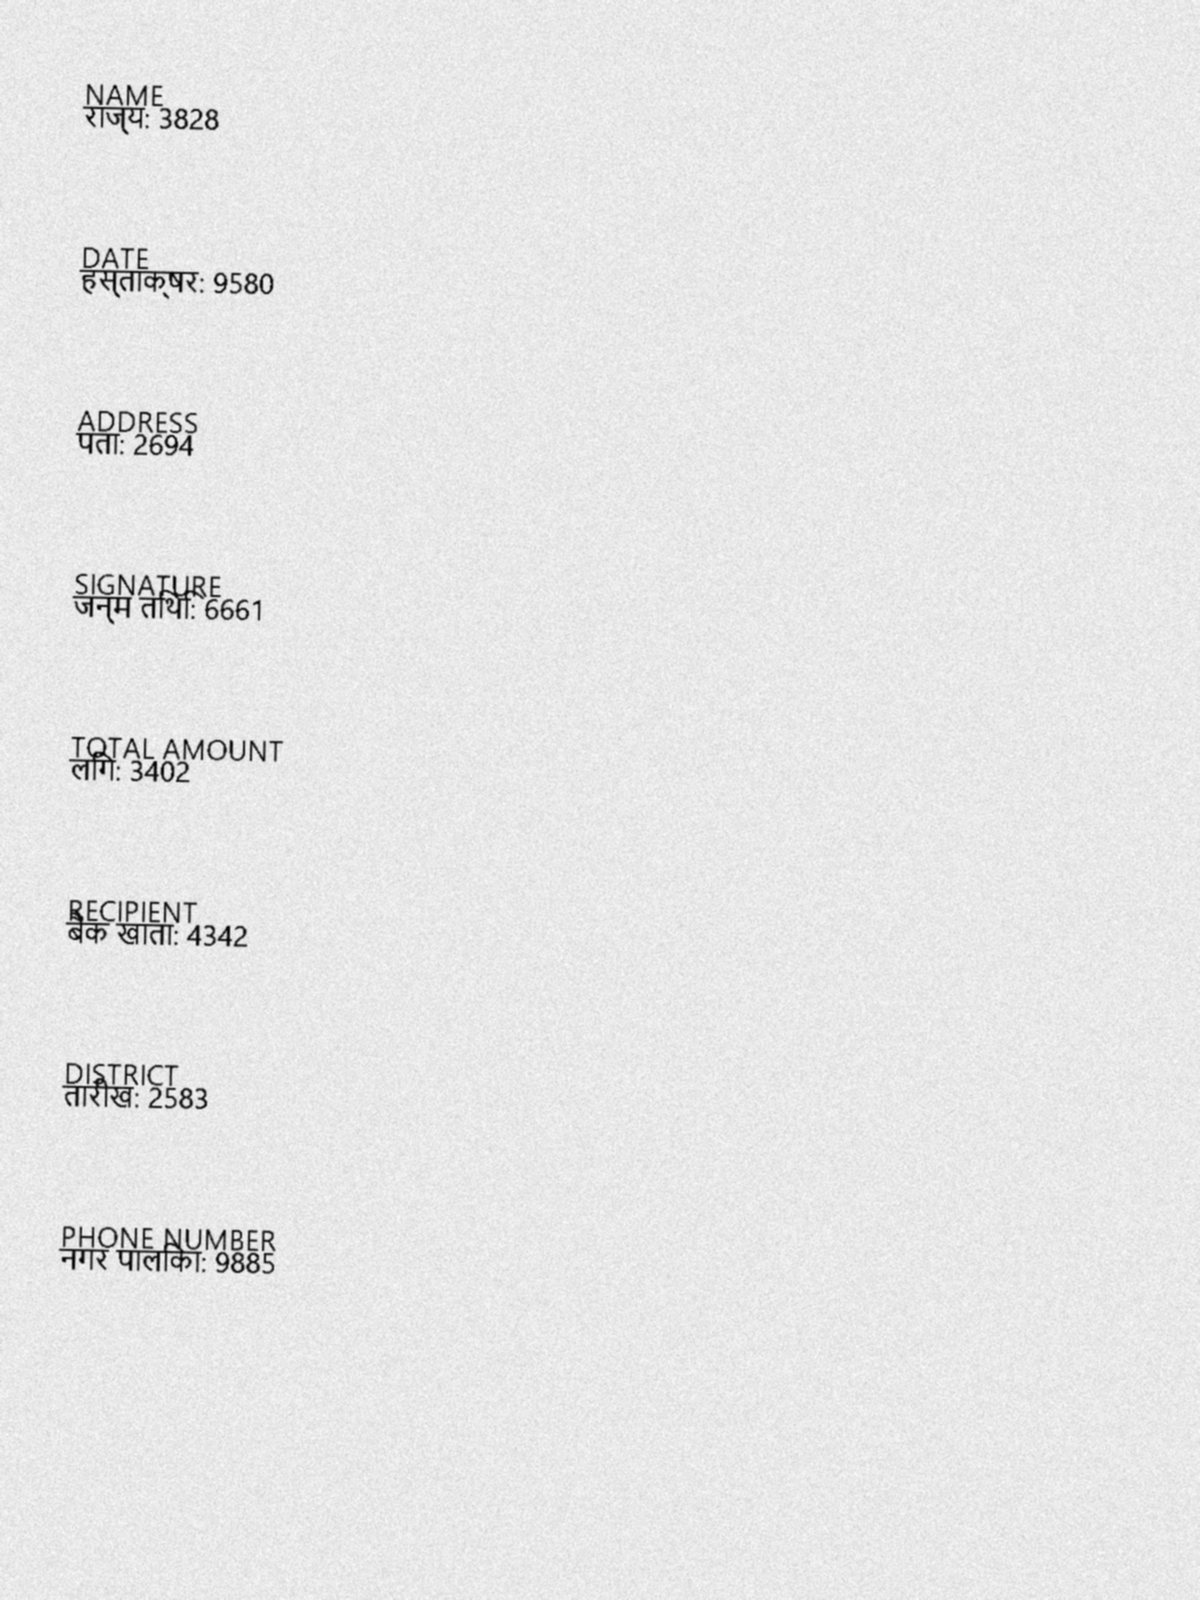 NAME
राज्य: 3828
DATE
हस्ताक्षर: 9580
ADDRESS
पता: 2694
SIGNATURE
जन्म तिथि: 6661
TOTAL AMOUNT
लिंग: 3402
RECIPIENT
बैंक खाता: 4342
DISTRICT
तारीख: 2583
PHONE NUMBER
नगर पालिका: 9885